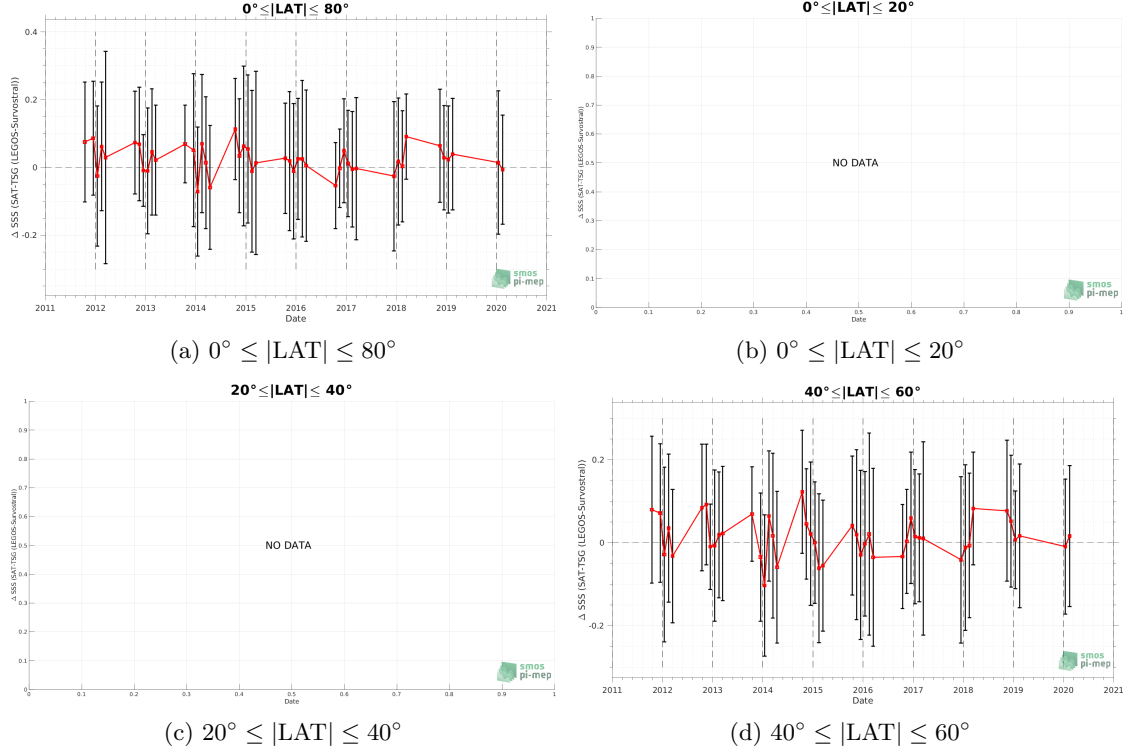 0°≤|LAT|≤ 80°
Δ SSS (SAT-TSG (LEGOS-Survostral))
0.4
0.2
0
-0.2
2011 2012 2013 2014 2015 2016 2017 2018 2019 2020 2021
Date
smos
pi-mep
(a) 0° ≤ |LAT| ≤ 80°
0°≤|LAT|≤ 20°
Δ SSS (SAT-TSG (LEGOS-Survostral))
1
0.9
0.8
0.7
0.6
0.5
0.4
0.3
0.2
0.1
0
NO DATA
0 0.1 0.2 0.3 0.4 0.5 0.6 0.7 0.8 0.9 1
Date
smos
pi-mep
(b) 0° ≤ |LAT| ≤ 20°
20°≤|LAT|≤ 40°
Δ SSS (SAT-TSG (LEGOS-Survostral))
1
0.9
0.8
0.7
0.6
0.5
0.4
0.3
0.2
0.1
0
NO DATA
0 0.1 0.2 0.3 0.4 0.5 0.6 0.7 0.8 0.9 1
Date
smos
pi-mep
(c) 20° ≤ |LAT| ≤ 40°
40°≤|LAT|≤ 60°
Δ SSS (SAT-TSG (LEGOS-Survostral))
0.2
0
-0.2
2011 2012 2013 2014 2015 2016 2017 2018 2019 2020 2021
Date
smos
pi-mep
(d) 40° ≤ |LAT| ≤ 60°